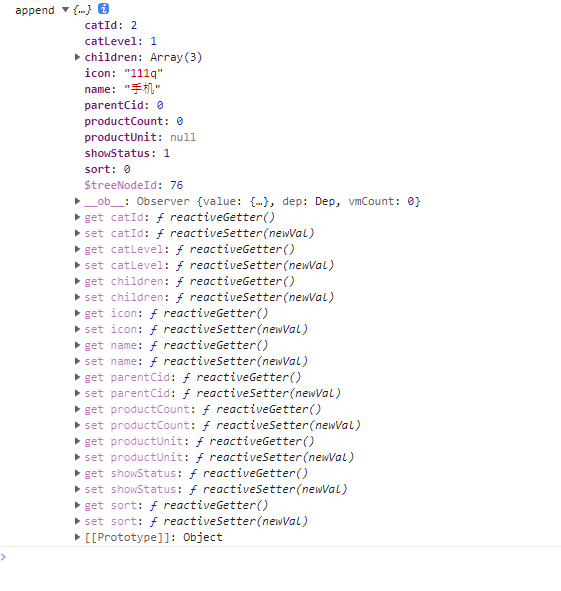 append ▼{…} i
catId: 2
catLevel: 1
▶ children: Array(3)
icon: "111q"
name: "手机"
parentCid: 0
productCount: 0
productUnit: null
showStatus: 1
sort: 0
$treeNodeId: 76
▶ __ob__: Observer {value: {…}, dep: Dep, vmCount: 0}
▶ get catId: ƒ reactiveGetter()
▶ set catId: ƒ reactiveSetter(newVal)
▶ get catLevel: ƒ reactiveGetter()
▶ set catLevel: ƒ reactiveSetter(newVal)
▶ get children: ƒ reactiveGetter()
▶ set children: ƒ reactiveSetter(newVal)
▶ get icon: ƒ reactiveGetter()
▶ set icon: ƒ reactiveSetter(newVal)
▶ get name: ƒ reactiveGetter()
▶ set name: ƒ reactiveSetter(newVal)
▶ get parentCid: ƒ reactiveGetter()
▶ set parentCid: ƒ reactiveSetter(newVal)
▶ get productCount: ƒ reactiveGetter()
▶ set productCount: ƒ reactiveSetter(newVal)
▶ get productUnit: ƒ reactiveGetter()
▶ set productUnit: ƒ reactiveSetter(newVal)
▶ get showStatus: ƒ reactiveGetter()
▶ set showStatus: ƒ reactiveSetter(newVal)
▶ get sort: ƒ reactiveGetter()
▶ set sort: ƒ reactiveSetter(newVal)
▶ [[Prototype]]: Object
>